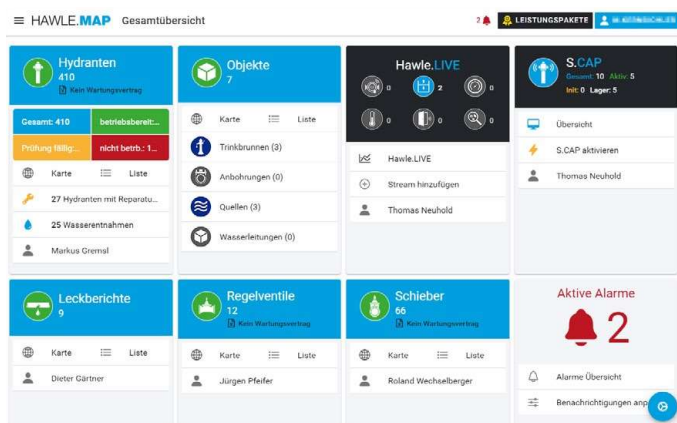 HAWLE.MAP Gesamtübersicht
2 LEISTUNGSPAKETE
Hydranten
410
Kein Wartungsvertrag
Gesamt: 410 betriebsbereit:...
Prüfung fällig:... nicht betrb.: 1...
Karte Liste
27 Hydranten mit Reparatu...
25 Wasserentnahmen
Markus Gremsl
Objekte
7
Karte Liste
Trinkbrunnen (3)
Anbohrungen (0)
Quellen (3)
Wasserleitungen (0)
Hawle.LIVE
0 2 0
0 0 0
Hawle.LIVE
Stream hinzufügen
Thomas Neuhold
S.CAP
Gesamt: 10 Aktiv: 5
Init: 0 Lager: 5
Übersicht
S.CAP aktivieren
Thomas Neuhold
Leckberichte
9
Karte Liste
Dieter Gärtner
Regelventile
12
Kein Wartungsvertrag
Karte Liste
Jürgen Pfeifer
Schieber
66
Kein Wartungsvertrag
Karte Liste
Roland Wechselberger
Aktive Alarme
2
Alarme Übersicht
Benachrichtigungen anp